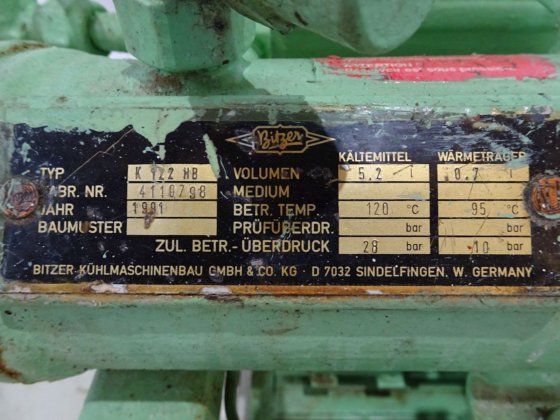 ATTENTION
Bitzer
KÄLTEMITTEL WÄRMETRÄGER
TYP K 122 HB VOLUMEN 5,2 l 0.7 l
FABR. NR. 4110798 MEDIUM
JAHR 1991 BETR. TEMP 120 °C 95 °C
BAUMUSTER PRÜFÜBERDR. bar bar
ZUL. BETR.-ÜBERDRUCK 28 bar 10 bar
BITZER KÜHLMASCHINENBAU GMBH & CO. KG · D 7032 SINDELFINGEN, W. GERMANY